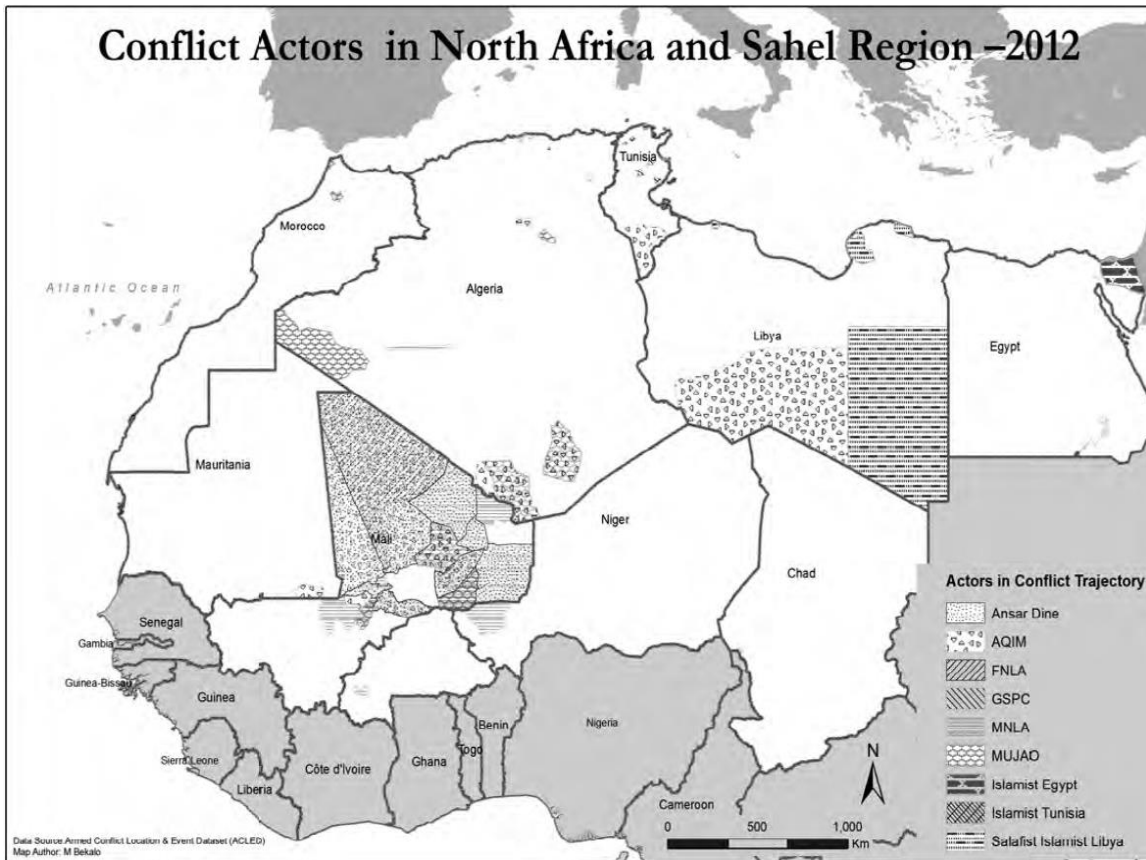 Conflict Actors in North Africa and Sahel Region –2012
Tunisia
Morocco
Atlantic Ocean
Algeria
Libya
Egypt
Mauritania
Mali
Niger
Chad
Senegal
Gambia
Guinea-Bissau
Guinea
Sierra Leone
Liberia
Côte d'Ivoire
Ghana
Togo
Benin
Nigeria
Cameroon
Actors in Conflict Trajectory
Ansar Dine
AQIM
FNLA
GSPC
MNLA
MUJAO
Islamist Egypt
Islamist Tunisia
Salafist Islamist Libya
N
0 500 1,000
Km
Data Source:Armed Conflict Location & Event Dataset (ACLED)
Map Author: M Bekalo